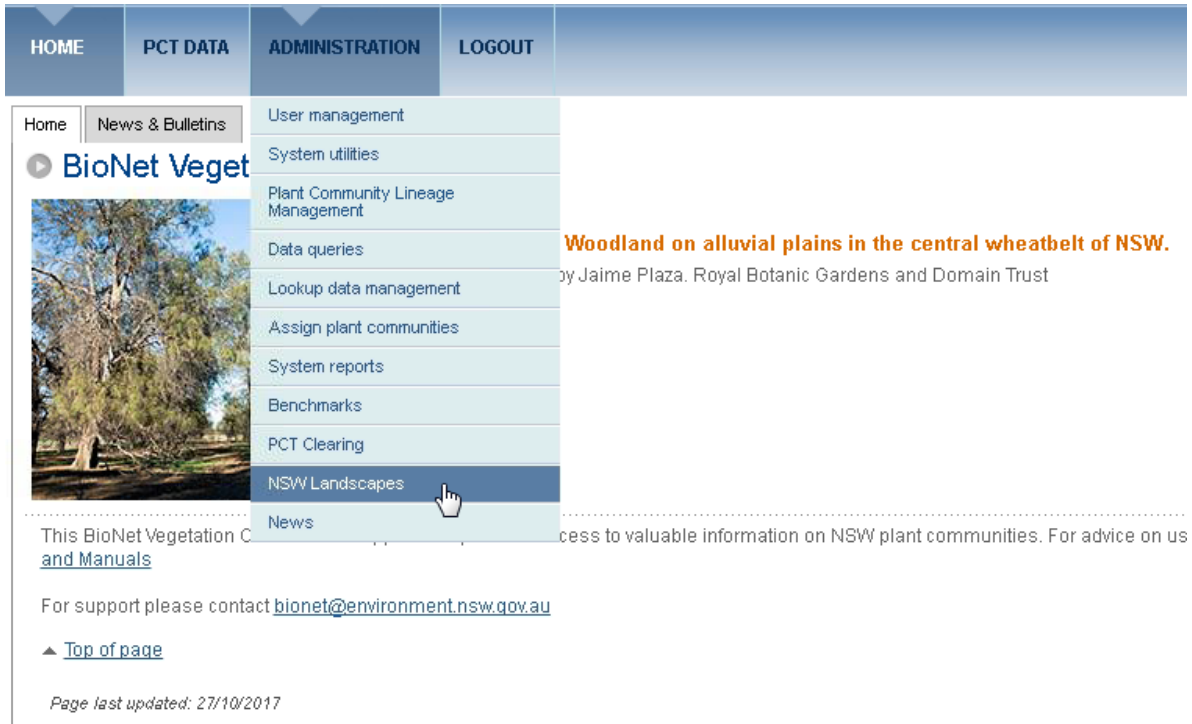 HOME PCT DATA ADMINISTRATION LOGOUT
Home News & Bulletins
User management
System utilities
Plant Community Lineage
Management
Data queries
Lookup data management
Assign plant communities
System reports
Benchmarks
PCT Clearing
NSW Landscapes
News
BioNet Veget
Woodland on alluvial plains in the central wheatbelt of NSW.
by Jaime Plaza. Royal Botanic Gardens and Domain Trust
This BioNet Vegetation C cess to valuable information on NSW plant communities. For advice on us
and Manuals
For support please contact bionet@environment.nsw.gov.au
Top of page
Page last updated: 27/10/2017